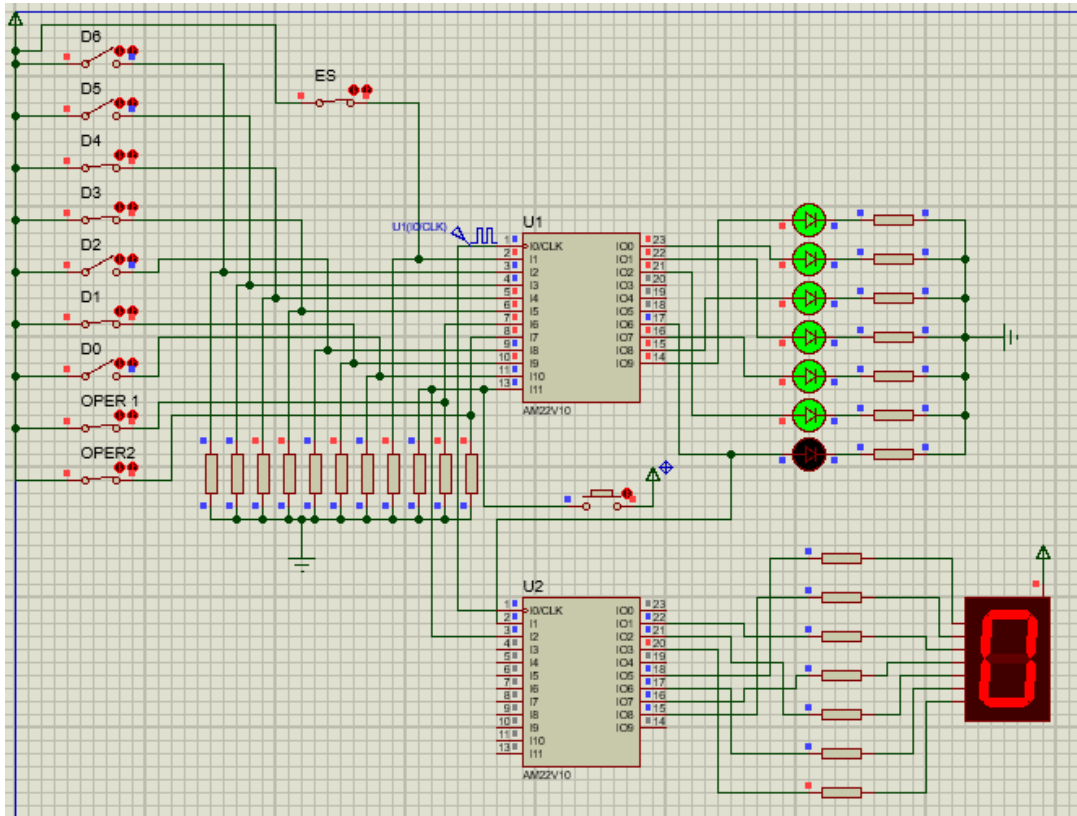 D6
D5
D4
D3
D2
D1
D0
OPER 1
OPER2
ES
U1(I0/CLK)
U1
1 I0/CLK IO0 23
2 I1 IO1 22
3 I2 IO2 21
4 I3 IO3 20
5 I4 IO4 19
6 I5 IO5 18
7 I6 IO6 17
8 I7 IO7 16
9 I8 IO8 15
10 I9 IO9 14
11 I10
13 I11
AM22V10
U2
1 I0/CLK IO0 23
2 I1 IO1 22
3 I2 IO2 21
4 I3 IO3 20
5 I4 IO4 19
6 I5 IO5 18
7 I6 IO6 17
8 I7 IO7 16
9 I8 IO8 15
10 I9 IO9 14
11 I10
13 I11
AM22V10
0